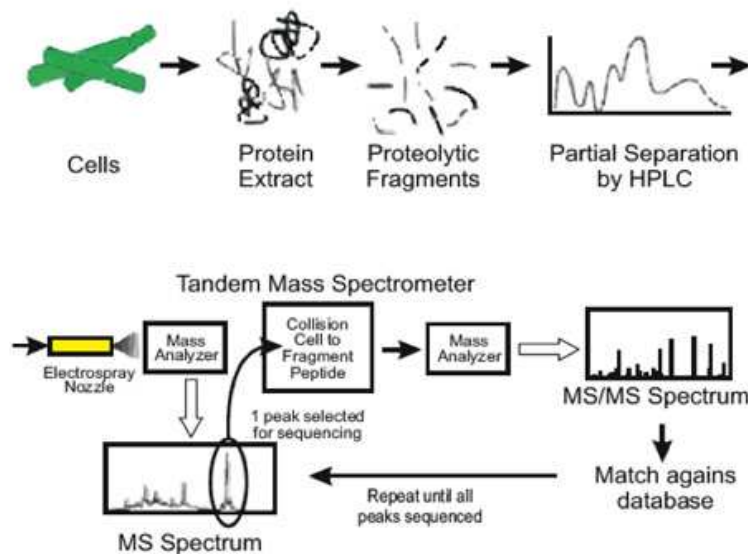 Cells
Protein
Extract
Proteolytic
Fragments
Partial Separation
by HPLC
Tandem Mass Spectrometer
Electrospray
Nozzle
Mass
Analyzer
Collision
Cell to
Fragment
Peptide
Mass
Analyzer
MS/MS Spectrum
1 peak selected
for sequencing
MS Spectrum
Repeat until all
peaks sequenced
Match agains
database